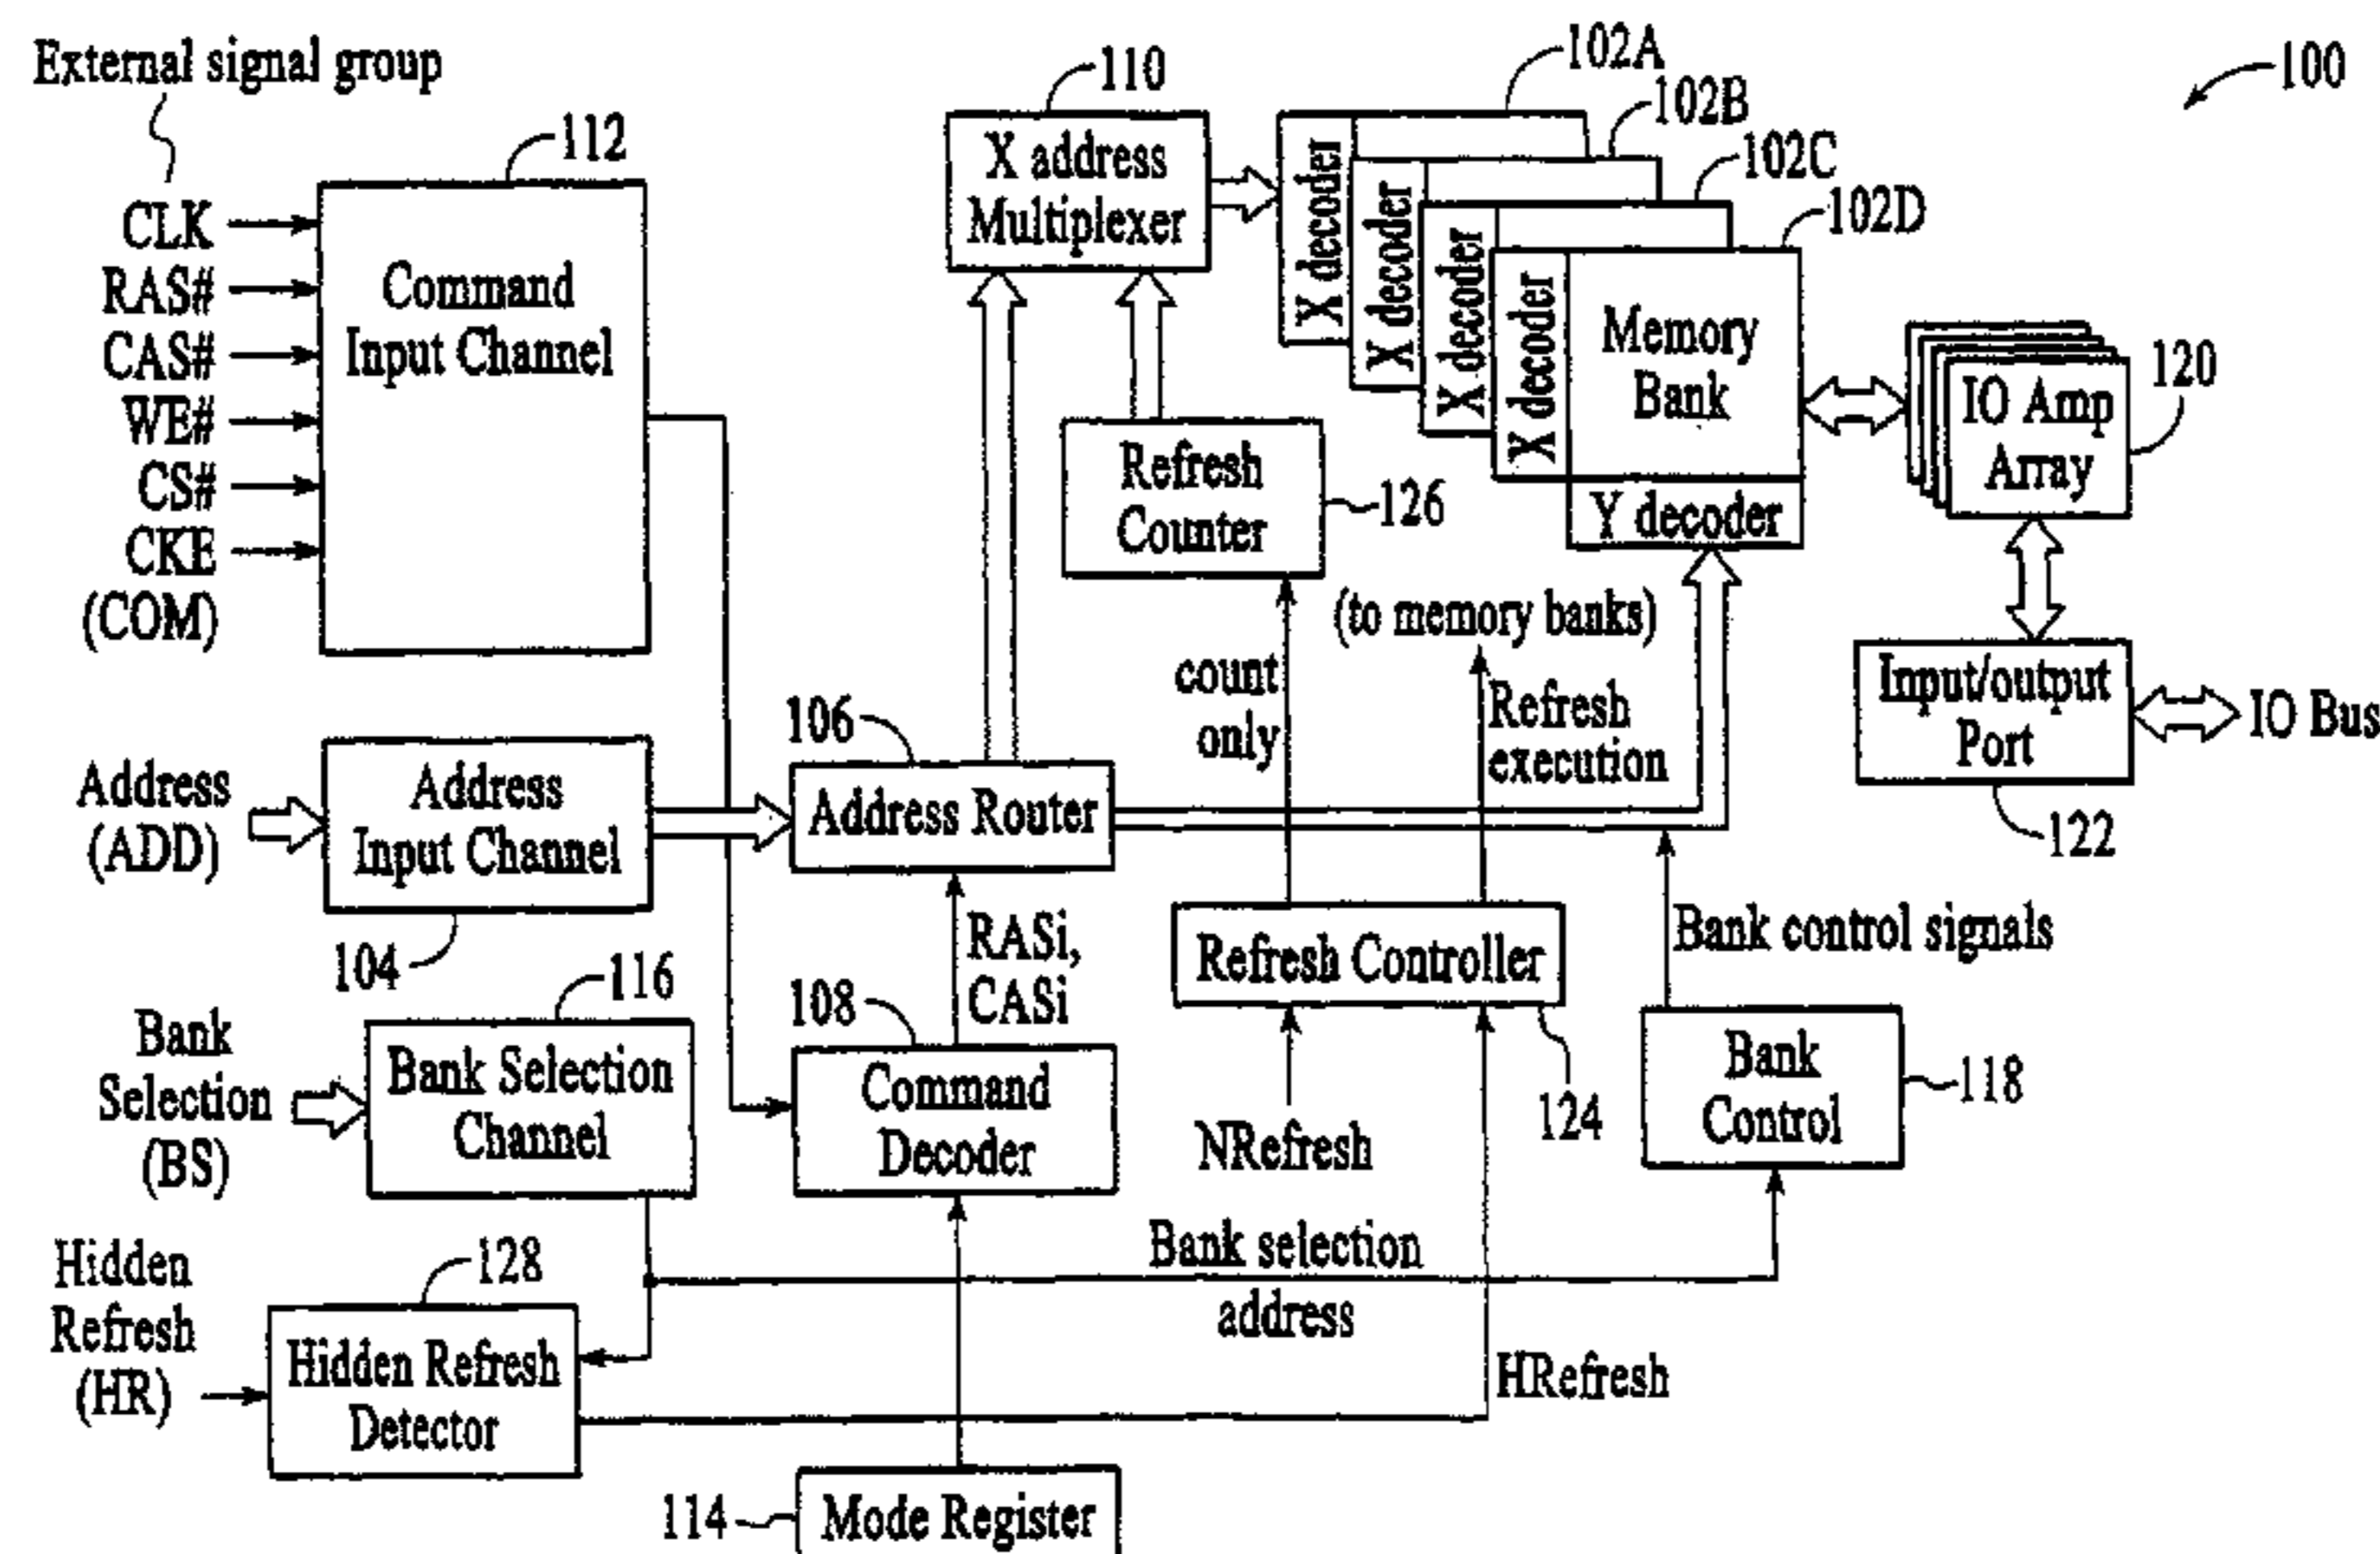 External signal group
CLK
RAS#
CAS#
WE#
CS#
CKE
(COM)
112
Command
Input Channel
110
X address
Multiplexer
102A
102B
102C
102D
100
X decoder
X decoder
X decoder
X decoder
Memory
Bank
Y decoder
IO Amp
Array
120
Refresh
Counter
126
(to memory banks)
count
only
Refresh
execution
Input/output
Port
IO Bus
122
Address
(ADD)
Address
Input Channel
104
106
Address Router
RASi,
CASi
Refresh Controller
124
Bank control signals
Bank
Selection
(BS)
116
Bank Selection
Channel
108
Command
Decoder
NRefresh
Bank
Control
118
Hidden
Refresh
(HR)
128
Hidden Refresh
Detector
Bank selection
address
HRefresh
114
Mode Register